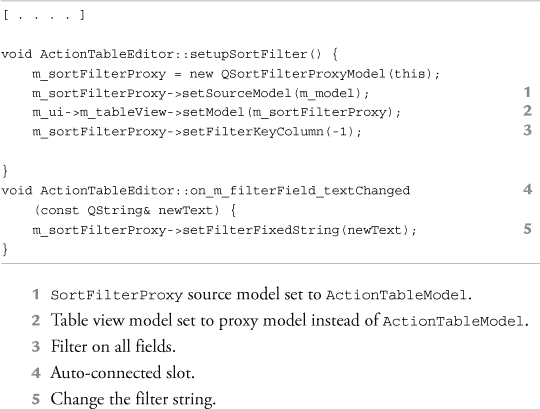 [ . . . . ]
void ActionTableEditor::setupSortFilter() {
m_sortFilterProxy = new QSortFilterProxyModel(this);
m_sortFilterProxy->setSourceModel(m_model); 1
m_ui->m_tableView->setModel(m_sortFilterProxy); 2
m_sortFilterProxy->setFilterKeyColumn(-1); 3
}
void ActionTableEditor::on_m_filterField_textChanged 4
(const QString& newText) {
m_sortFilterProxy->setFilterFixedString(newText); 5
}
1 SortFilterProxy source model set to ActionTableModel.
2 Table view model set to proxy model instead of ActionTableModel.
3 Filter on all fields.
4 Auto-connected slot.
5 Change the filter string.